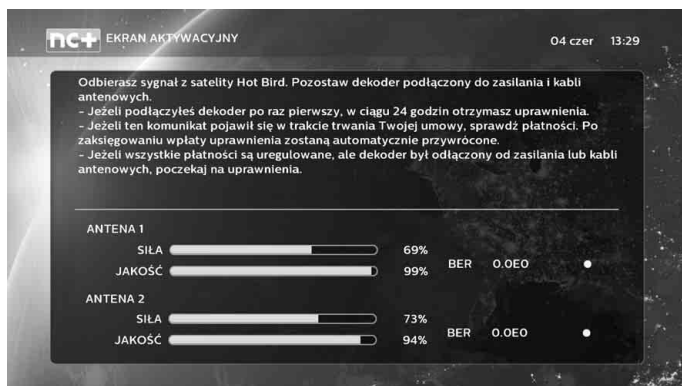 nc+ EKRAN AKTYWACYJNY 04 czer 13:29
Odbierasz sygnał z satelity Hot Bird. Pozostaw dekoder podłączony do zasilania i kabli
antenowych.
– Jeżeli podłączyłeś dekoder po raz pierwszy, w ciągu 24 godzin otrzymasz uprawnienia.
– Jeżeli ten komunikat pojawił się w trakcie trwania Twojej umowy, sprawdź płatności. Po
zaksięgowaniu wpłaty uprawnienia zostaną automatycznie przywrócone.
– Jeżeli wszystkie płatności są uregulowane, ale dekoder był odłączony od zasilania lub kabli
antenowych, poczekaj na uprawnienia.
ANTENA 1
SIŁA 69%
BER 0.0E0
JAKOŚĆ 99%
ANTENA 2
SIŁA 73%
BER 0.0E0
JAKOŚĆ 94%